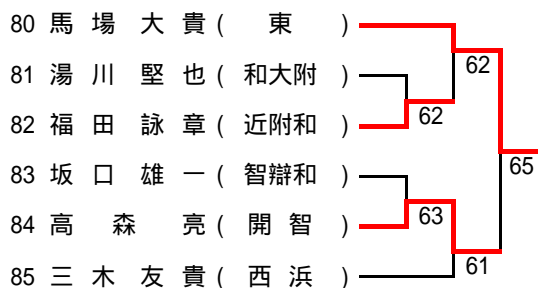 80 馬場大貴(東)
62
81 湯川堅也(和大附)
62
82 福田詠章(近附和)
65
83 坂口雄一(智辯和)
63
84 高森亮(開智)
61
85 三木友貴(西浜)